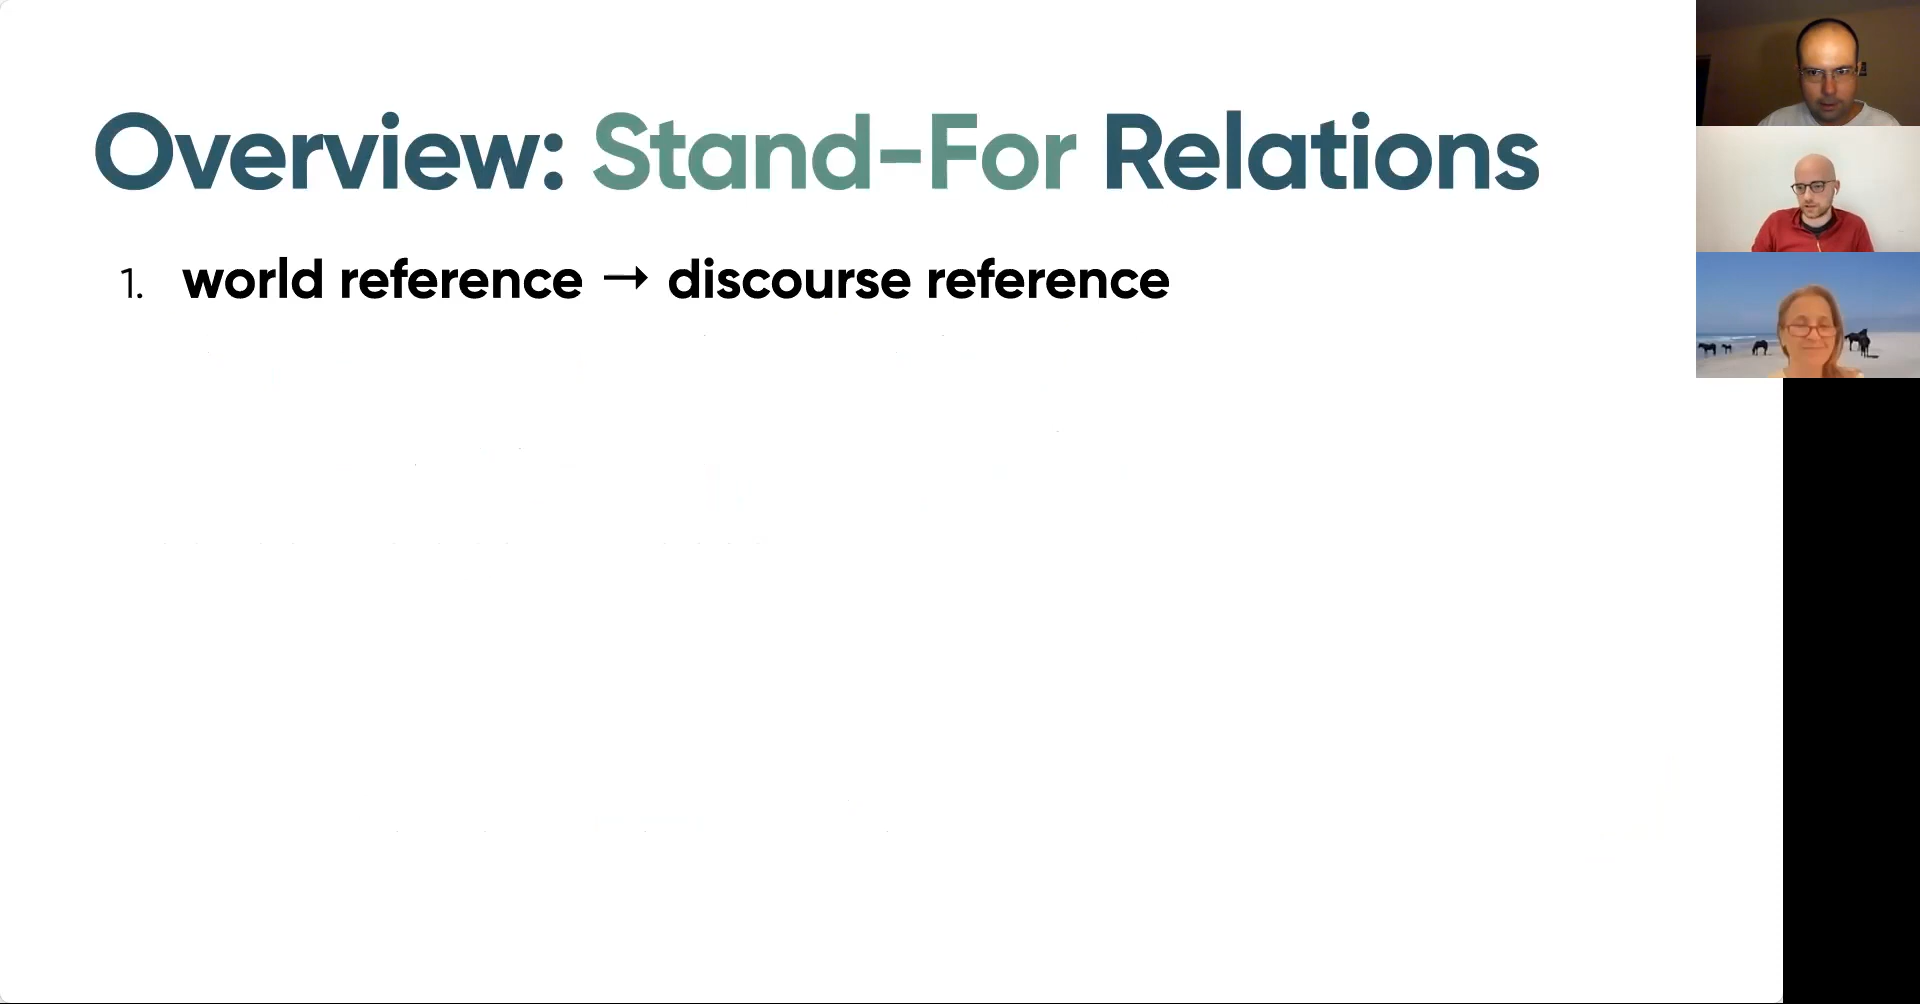 Overview: Stand-For Relations
1. world reference → discourse reference